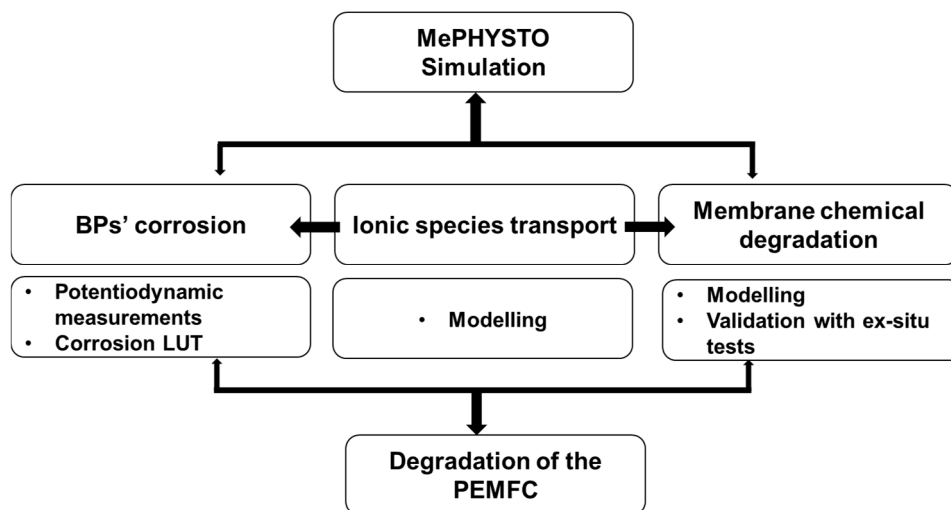 MePHYSTO
Simulation
BPs’ corrosion
Ionic species transport
Membrane chemical
degradation
• Potentiodynamic
measurements
• Corrosion LUT
• Modelling
• Modelling
• Validation with ex-situ
tests
Degradation of the
PEMFC